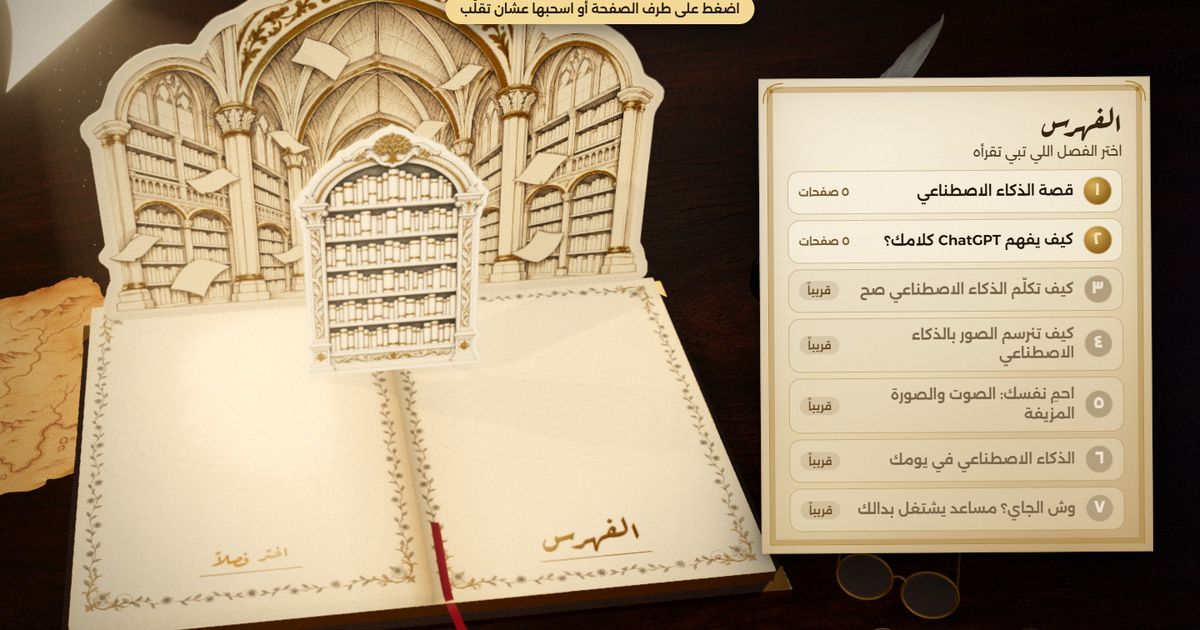 اضغط على طرف الصفحة أو اسحبها عشان تقلّب
الفهرس
اختر الفصل اللي تبي تقرأه
١ قصة الذكاء الاصطناعي ٥ صفحات
٢ كيف يفهم ChatGPT كلامك؟ ٥ صفحات
٣ كيف تكلّم الذكاء الاصطناعي صح قريباً
٤ كيف تنرسم الصور بالذكاء
الاصطناعي قريباً
٥ احمِ نفسك: الصوت والصورة
المزيفة قريباً
٦ الذكاء الاصطناعي في يومك قريباً
٧ وش الجاي؟ مساعد يشتغل بدالك قريباً
الفهرس
اختر فصلاً